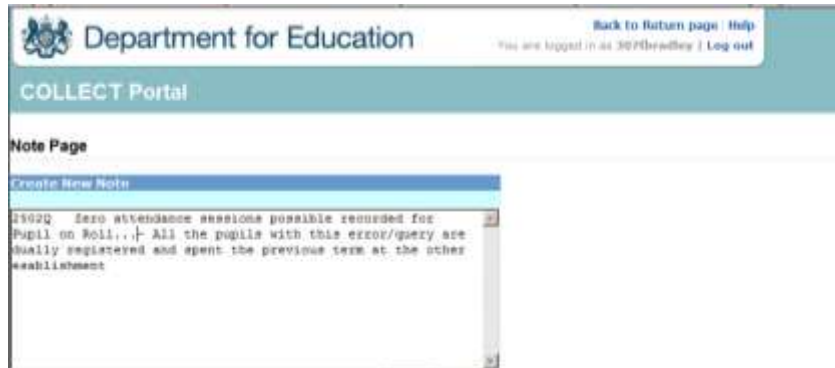 Department for Education
Back to Return page | Help
You are logged in as | Log out
COLLECT Portal
Note Page
Create New Note
2502Q Zero attendance sessions possible recorded for
Pupil on Roll... All the pupils with this error/query are
dually registered and spent the previous term at the other